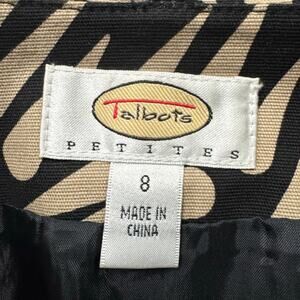 Talbots
PETITES
8
MADE IN
CHINA